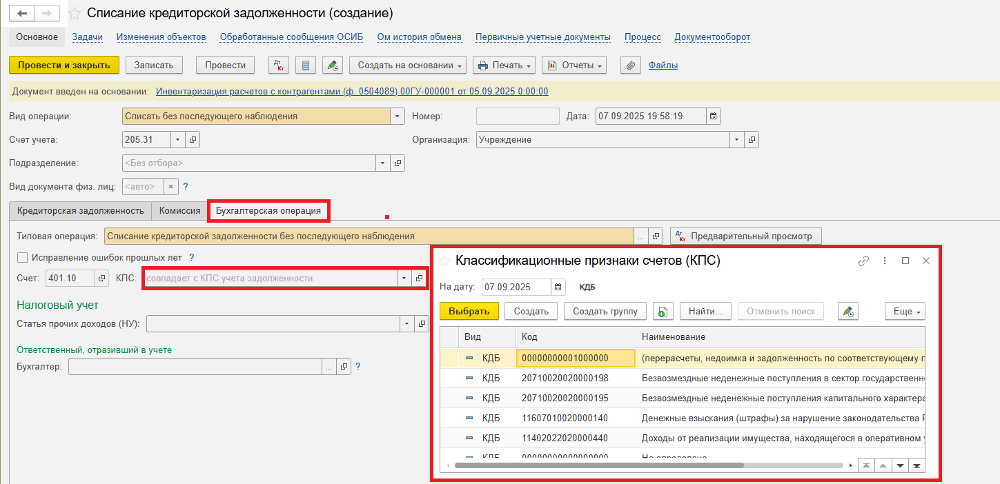 Списание кредиторской задолженности (создание)
Основное Задачи Изменения объектов Обработанные сообщения ОСИБ Ом история обмена Первичные учетные документы Процесс Документооборот
Провести и закрыть Записать Провести Дт Кт Создать на основании Печать Отчеты Файлы
Документ введен на основании: Инвентаризация расчетов с контрагентами (ф. 0504089) 00ГУ-000001 от 05.09.2025 0:00:00
Вид операции: Списать без последующего наблюдения Номер: Дата: 07.09.2025 19:58:19
Счет учета: 205.31 Организация: Учреждение
Подразделение: <Без отбора>
Вид документа физ. лиц: <авто> × ?
Кредиторская задолженность Комиссия Бухгалтерская операция
Типовая операция: Списание кредиторской задолженности без последующего наблюдения ... Дт Кт Предварительный просмотр
Исправление ошибок прошлых лет ?
Счет: 401.10 КПС: совпадает с КПС учета задолженности
Налоговый учет
Статья прочих доходов (НУ):
Ответственный, отразивший в учете
Бухгалтер: ... ?
Классификационные признаки счетов (КПС)
На дату: 07.09.2025 КДБ
Выбрать Создать Создать группу Найти... Отменить поиск Еще
Вид Код Наименование
КДБ 00000000001000000 (перерасчеты, недоимка и задолженность по соответствующему п
КДБ 20710020020000198 Безвозмездные неденежные поступления в сектор государственн
КДБ 20710020020000195 Безвозмездные неденежные поступления капитального характера
КДБ 11607010020000140 Денежные взыскания (штрафы) за нарушение законодательства Р
КДБ 11402022020000440 Доходы от реализации имущества, находящегося в оперативном у
КДБ 00000000000000000 Не определено